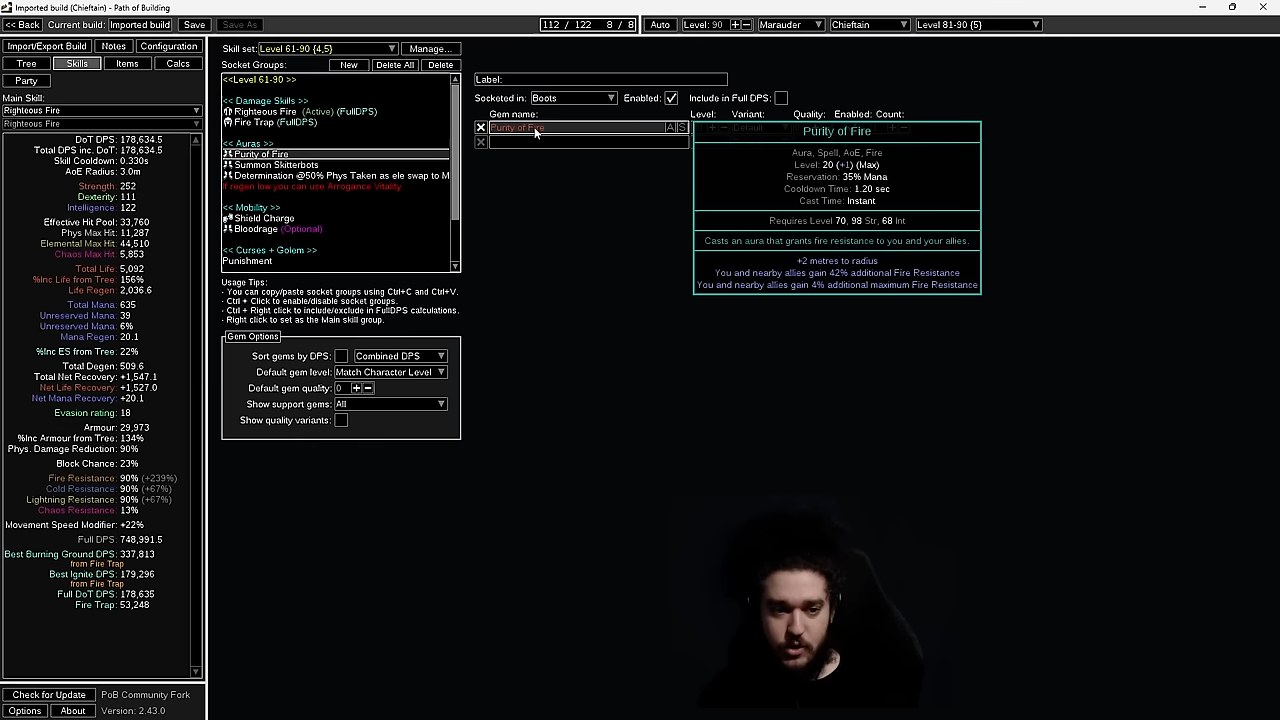 Imported build (Chieftain) - Path of Building
<< Back
Current build: Imported build
Save
Save As
112 / 122   8 / 8
Auto
Level: 90
Marauder
Chieftain
Level 81-90 {5}
Import/Export Build
Notes
Configuration
Tree
Skills
Items
Calcs
Party
Main Skill:
Righteous Fire
Righteous Fire
DoT DPS: 178,634.5
Total DPS inc. DoT: 178,634.5
Skill Cooldown: 0.330s
AoE Radius: 3.0m
Strength: 252
Dexterity: 111
Intelligence: 122
Effective Hit Pool: 33,760
Phys Max Hit: 11,287
Elemental Max Hit: 44,510
Chaos Max Hit: 5,853
Total Life: 5,092
%Inc Life from Tree: 156%
Life Regen: 2,036.6
Total Mana: 635
Unreserved Mana: 39
Unreserved Mana: 6%
Mana Regen: 20.1
%Inc ES from Tree: 22%
Total Degen: 509.6
Total Net Recovery: +1,547.1
Net Life Recovery: +1,527.0
Net Mana Recovery: +20.1
Evasion rating: 18
Armour: 29,973
%Inc Armour from Tree: 134%
Phys. Damage Reduction: 90%
Block Chance: 23%
Fire Resistance: 90% (+239%)
Cold Resistance: 90% (+67%)
Lightning Resistance: 90% (+67%)
Chaos Resistance: 13%
Movement Speed Modifier: +22%
Full DPS: 748,991.5
Best Burning Ground DPS: 337,813
from Fire Trap
Best Ignite DPS: 179,296
from Fire Trap
Full DoT DPS: 178,635
Fire Trap: 53,248
Check for Update
PoB Community Fork
Options
About
Version: 2.43.0
Skill set: Level 61-90 {4,5}
Manage...
Socket Groups:
New
Delete All
Delete
<<Level 61-90 >>
<< Damage Skills >>
Righteous Fire (Active) (FullDPS)
Fire Trap (FullDPS)
<< Auras >>
Purity of Fire
Summon Skitterbots
Determination @50% Phys Taken as ele swap to M
If regen low you can use Arrogance Vitality
<< Mobility >>
Shield Charge
Bloodrage (Optional)
<< Curses + Golem >>
Punishment
Usage Tips:
- You can copy/paste socket groups using Ctrl+C and Ctrl+V.
- Ctrl + Click to enable/disable socket groups.
- Ctrl + Right click to include/exclude in FullDPS calculations.
- Right click to set as the Main skill group.
Gem Options
Sort gems by DPS:
Combined DPS
Default gem level: Match Character Level
Default gem quality: 0
Show support gems: All
Show quality variants:
Label:
Socketed in: Boots
Enabled:
Include in Full DPS:
Gem name:
Level:
Variant:
Quality:
Enabled:
Count:
Purity of Fire
A S
Default
Purity of Fire
Aura, Spell, AoE, Fire
Level: 20 (+1) (Max)
Reservation: 35% Mana
Cooldown Time: 1.20 sec
Cast Time: Instant
Requires Level 70, 98 Str, 68 Int
Casts an aura that grants fire resistance to you and your allies.
+2 metres to radius
You and nearby allies gain 42% additional Fire Resistance
You and nearby allies gain 4% additional maximum Fire Resistance